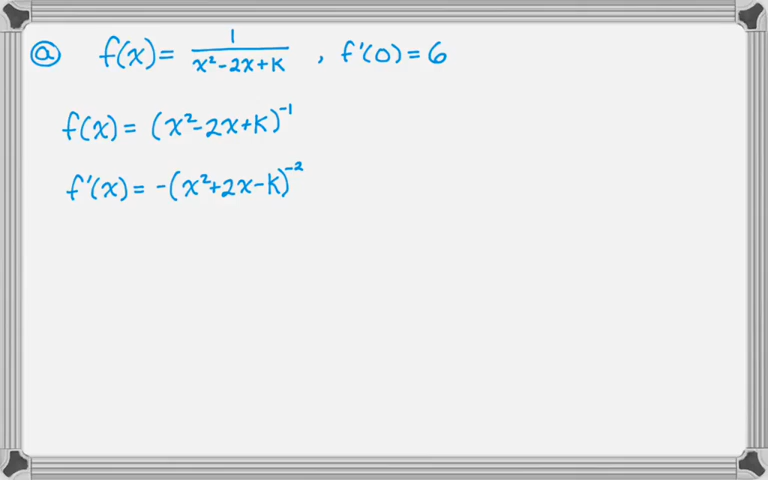 ⓐ f(x) = 1/(x²-2x+k) , f'(0) = 6
f(x) = (x²-2x+k)⁻¹
f'(x) = -(x²+2x-k)⁻²